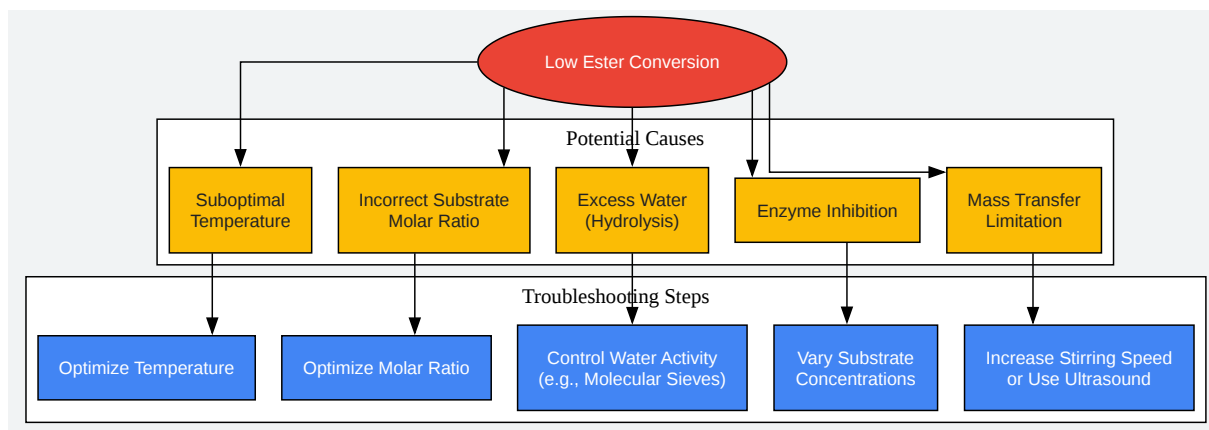 Low Ester Conversion
Potential Causes
Suboptimal
Temperature
Incorrect Substrate
Molar Ratio
Excess Water
(Hydrolysis)
Enzyme Inhibition
Mass Transfer
Limitation
Troubleshooting Steps
Optimize Temperature
Optimize Molar Ratio
Control Water Activity
(e.g., Molecular Sieves)
Vary Substrate
Concentrations
Increase Stirring Speed
or Use Ultrasound